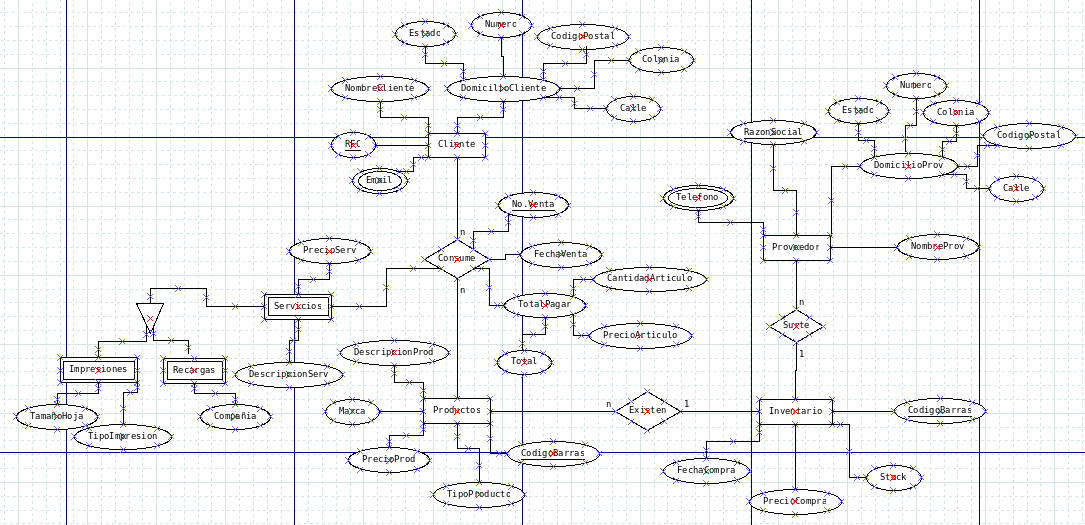 Numero
Estado
CodigoPostal
Colonia
NombreCliente
DomicilioCliente
Numero
Calle
Estado
Colonia
RazonSocial
CodigoPostal
RFC
Cliente
DomicilioProv
Email
Calle
Telefono
No.Venta
n
PrecioServ
Consume
FechaVenta
Proveedor
NombreProv
CantidadArticulo
n
Servicios
TotalPagar
n
Surte
PrecioArticulo
DescripcionProd
1
Total
Impresiones
Recargas
DescripcionServ
n
1
TamañoHoja
Compañia
Marca
Productos
Existen
Inventario
CodigoBarras
TipoImpresion
PrecioProd
CodigoBarras
FechaCompra
Stock
TipoProducto
PrecioCompra